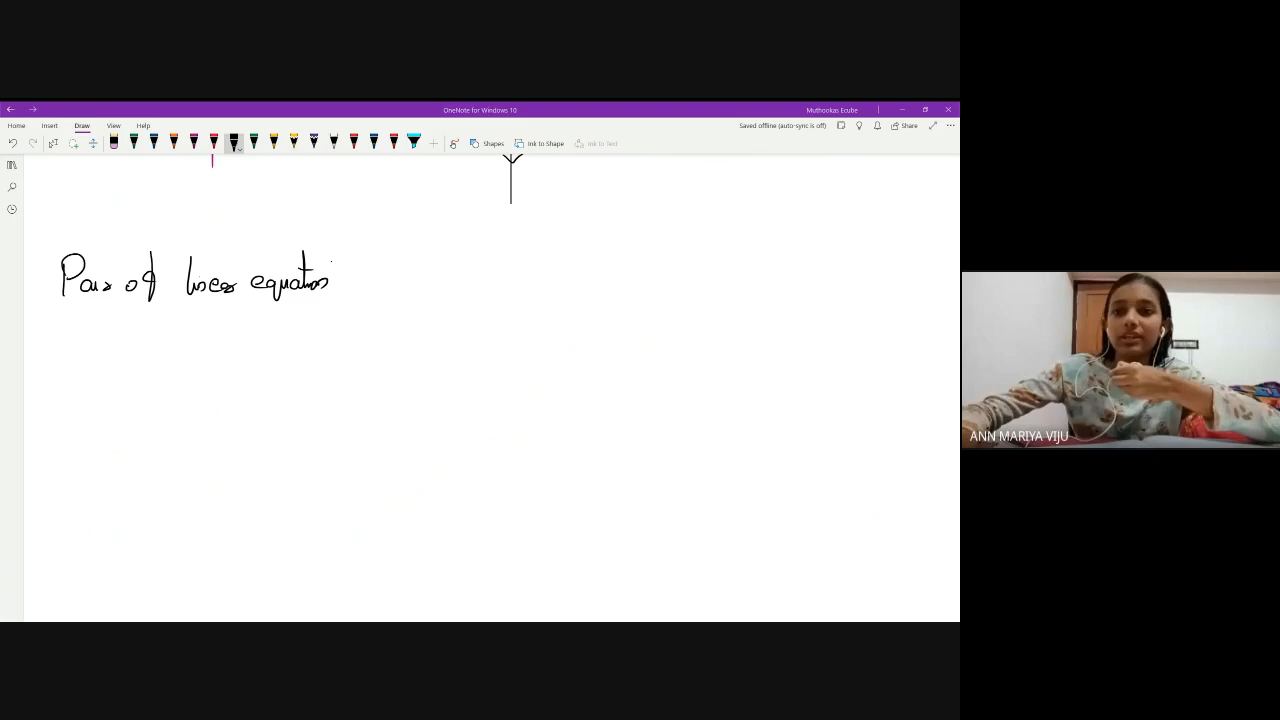 OneNote for Windows 10
Muthookas Ecube
Home Insert Draw View Help
Saved offline (auto-sync is off)
Share
Shapes
Ink to Shape
Ink to Text
Pair of linear equations
ANN MARIYA VIJU